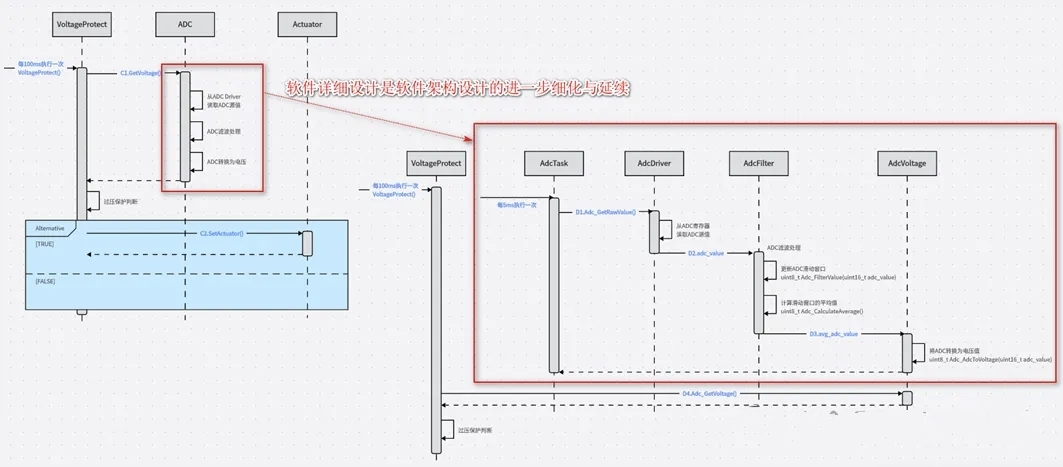 VoltageProtect
ADC
Actuator
每100ms执行一次
VoltageProtect()
C1.GetVoltage()
从ADC Driver
读取ADC源值
ADC滤波处理
ADC转换为电压
过压保护判断
Alternative
[TRUE]
C2.SetActuator()
[FALSE]
软件详细设计是软件架构设计的进一步细化与延续
VoltageProtect
AdcTask
AdcDriver
AdcFilter
AdcVoltage
每100ms执行一次
VoltageProtect()
每5ms执行一次
D1.Adc_GetRawValue()
从ADC寄存器
读取ADC源值
D2.adc_value
ADC滤波处理
更新ADC滑动窗口
uint8_t Adc_FilterValue(uint16_t adc_value)
计算滑动窗口的平均值
uint8_t Adc_CalculateAverage()
D3.avg_adc_value
将ADC转换为电压值
uint8_t Adc_AdcToVoltage(uint16_t adc_value)
D4.Adc_GetVoltage()
过压保护判断